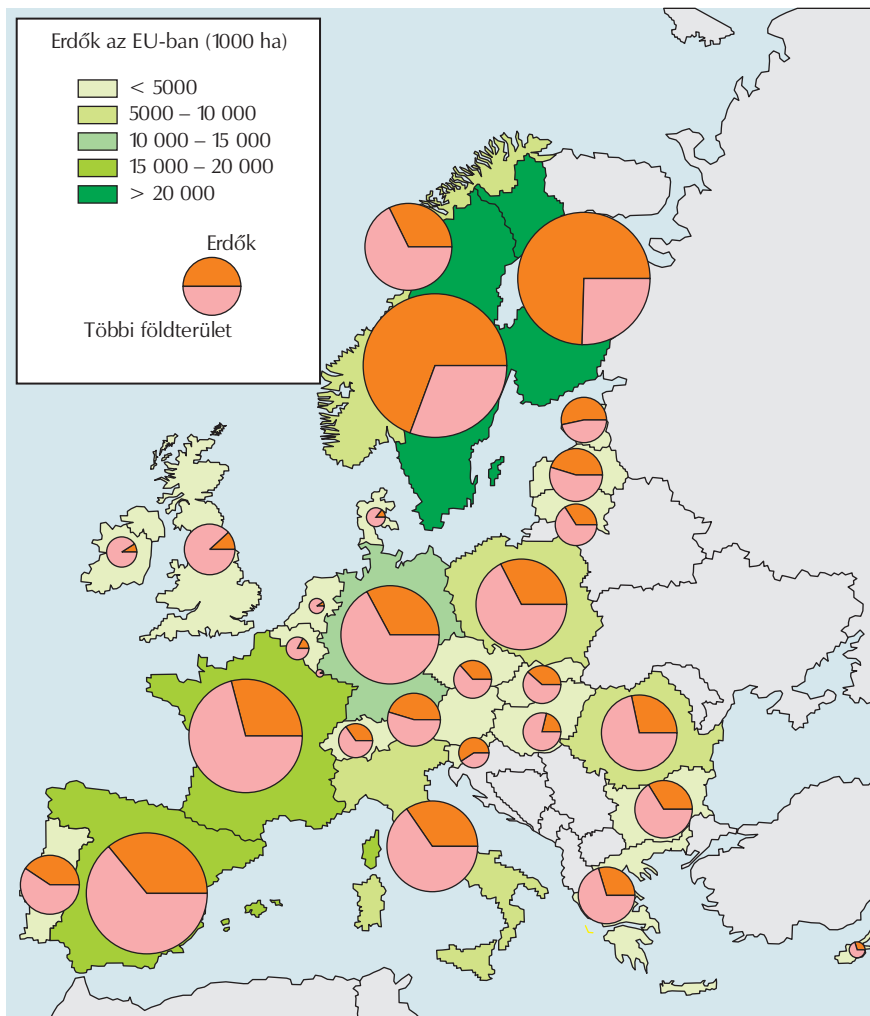 Erdők az EU-ban (1000 ha)
< 5000
5000 – 10 000
10 000 – 15 000
15 000 – 20 000
> 20 000
Erdők
Többi földterület